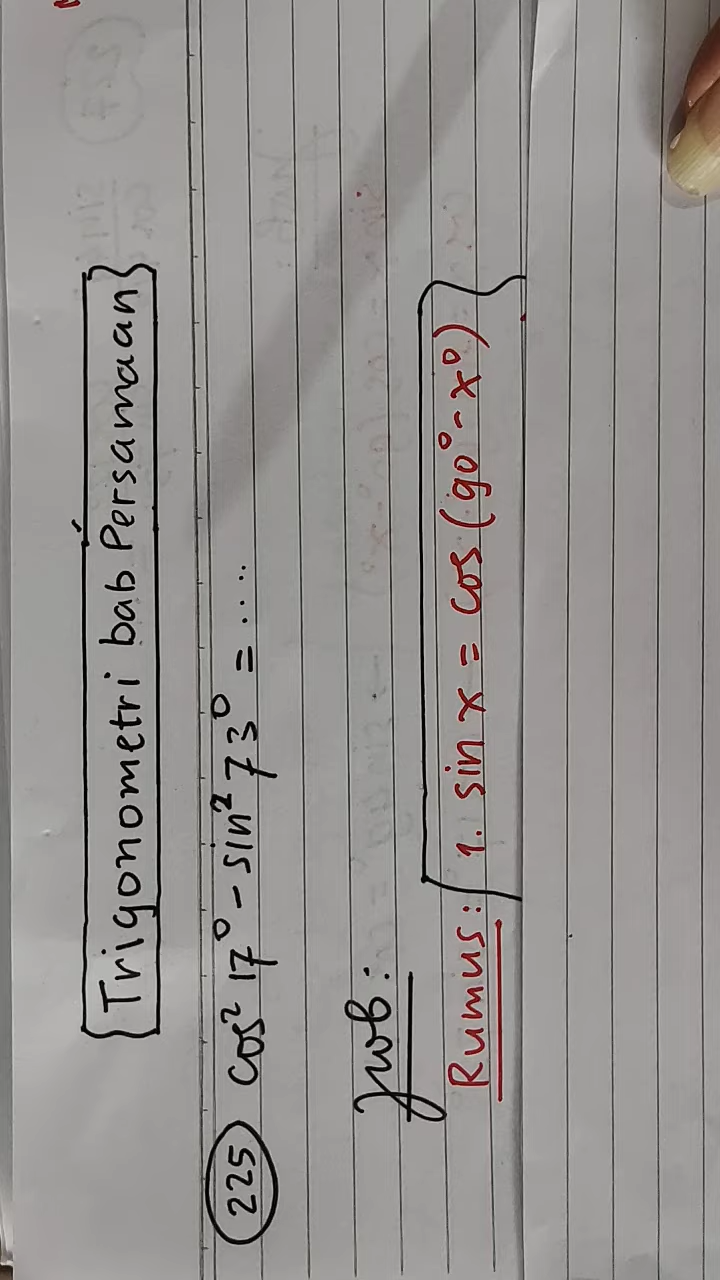 Trigonometri bab Persamaan
225 cos² 17° - sin² 73° = .....
Jwb:
Rumus: 1. sin x = cos (90° - x°)